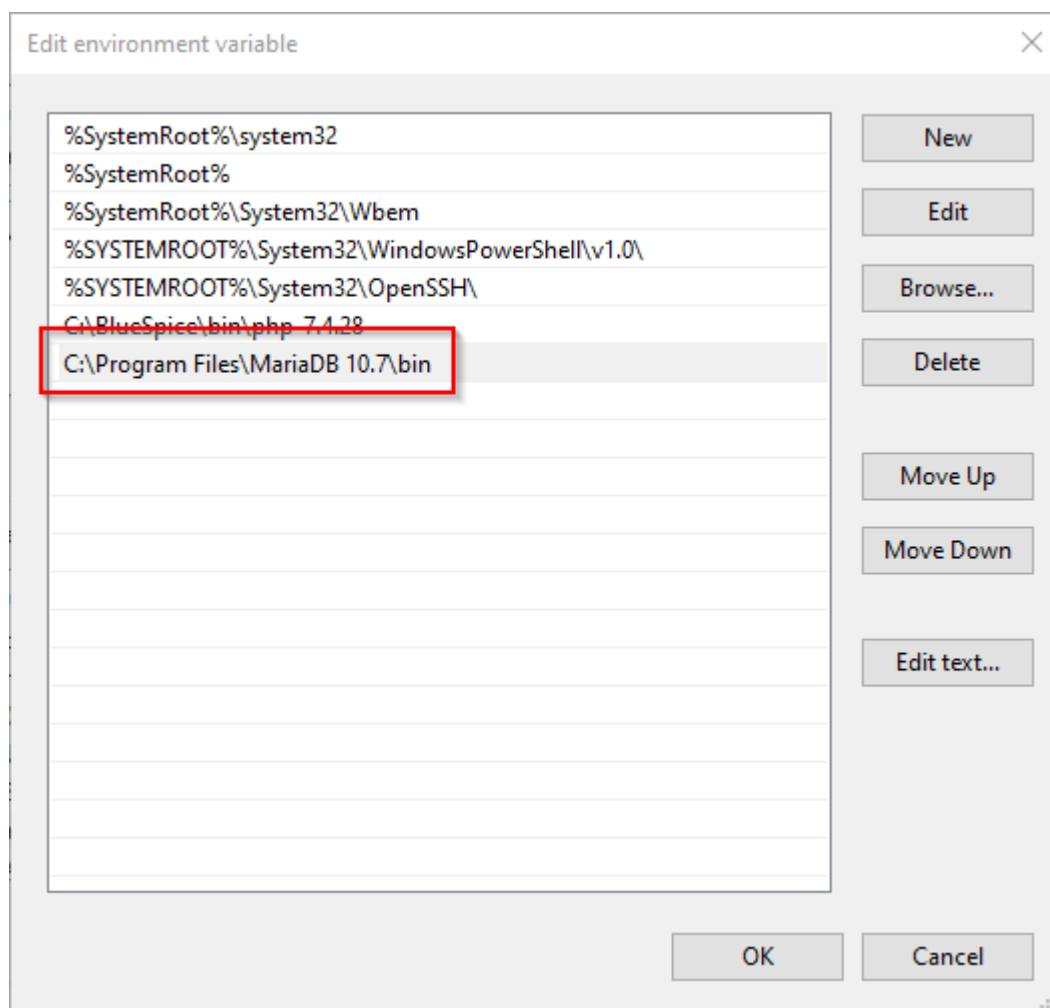 Edit environment variable
%SystemRoot%\system32
%SystemRoot%
%SystemRoot%\System32\Wbem
%SYSTEMROOT%\System32\WindowsPowerShell\v1.0\
%SYSTEMROOT%\System32\OpenSSH\
C:\BlueSpice\bin\php-7.4.28
C:\Program Files\MariaDB 10.7\bin
New
Edit
Browse...
Delete
Move Up
Move Down
Edit text...
OK
Cancel